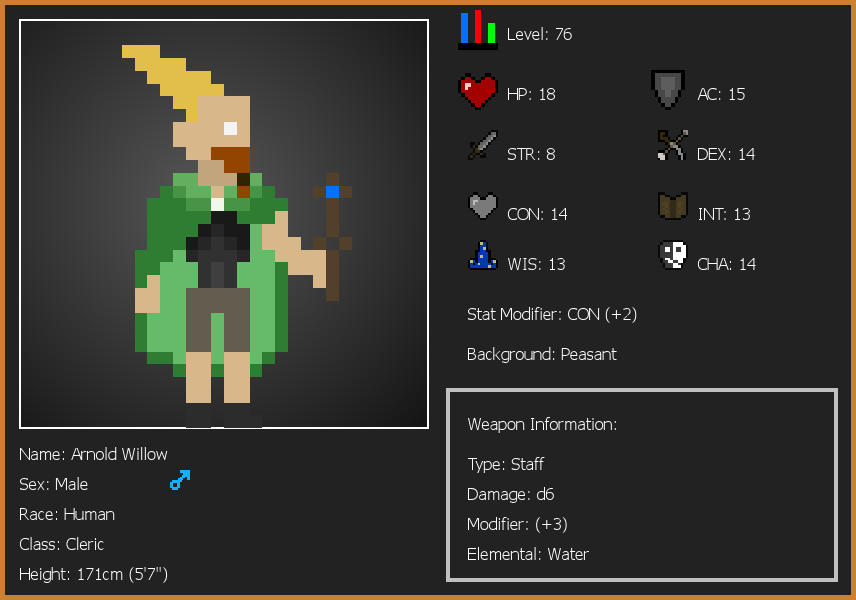 Level: 76
HP: 18
AC: 15
STR: 8
DEX: 14
CON: 14
INT: 13
WIS: 13
CHA: 14
Stat Modifier: CON (+2)
Background: Peasant
Weapon Information:
Type: Staff
Damage: d6
Modifier: (+3)
Elemental: Water
Name: Arnold Willow
Sex: Male
Race: Human
Class: Cleric
Height: 171cm (5'7")